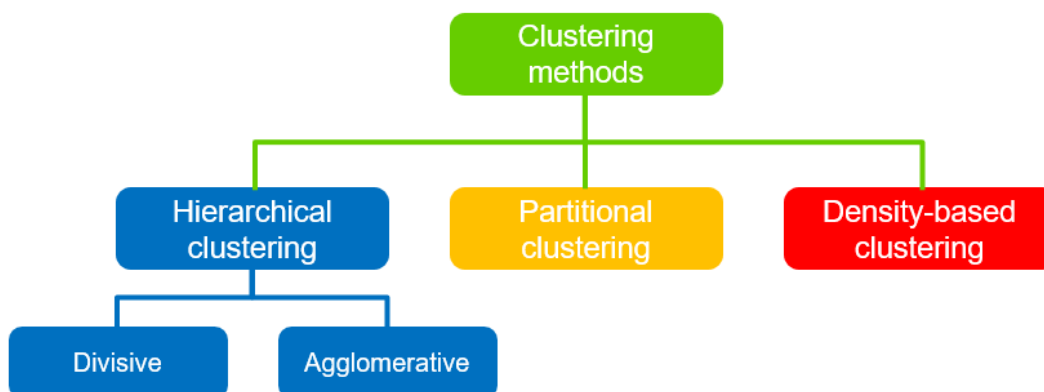 Clustering
methods
Hierarchical
clustering
Partitional
clustering
Density-based
clustering
Divisive
Agglomerative